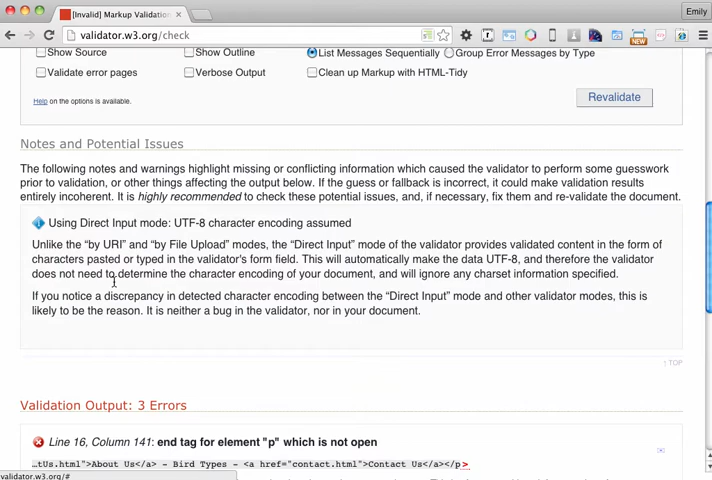 [Invalid] Markup Validation
Emily
validator.w3.org/check
NEW
Show Source Show Outline List Messages Sequentially Group Error Messages by Type
Validate error pages Verbose Output Clean up Markup with HTML-Tidy
Help on the options is available.
Revalidate
Notes and Potential Issues
The following notes and warnings highlight missing or conflicting information which caused the validator to perform some guesswork
prior to validation, or other things affecting the output below. If the guess or fallback is incorrect, it could make validation results
entirely incoherent. It is highly recommended to check these potential issues, and, if necessary, fix them and re-validate the document.
Using Direct Input mode: UTF-8 character encoding assumed
Unlike the “by URI” and “by File Upload” modes, the “Direct Input” mode of the validator provides validated content in the form of
characters pasted or typed in the validator's form field. This will automatically make the data UTF-8, and therefore the validator
does not need to determine the character encoding of your document, and will ignore any charset information specified.
If you notice a discrepancy in detected character encoding between the “Direct Input” mode and other validator modes, this is
likely to be the reason. It is neither a bug in the validator, nor in your document.
↑ TOP
Validation Output: 3 Errors
Line 16, Column 141: end tag for element "p" which is not open
…tUs.html">About Us</a> - Bird Types - <a href="contact.html">Contact Us</a></p>
validator.w3.org/#